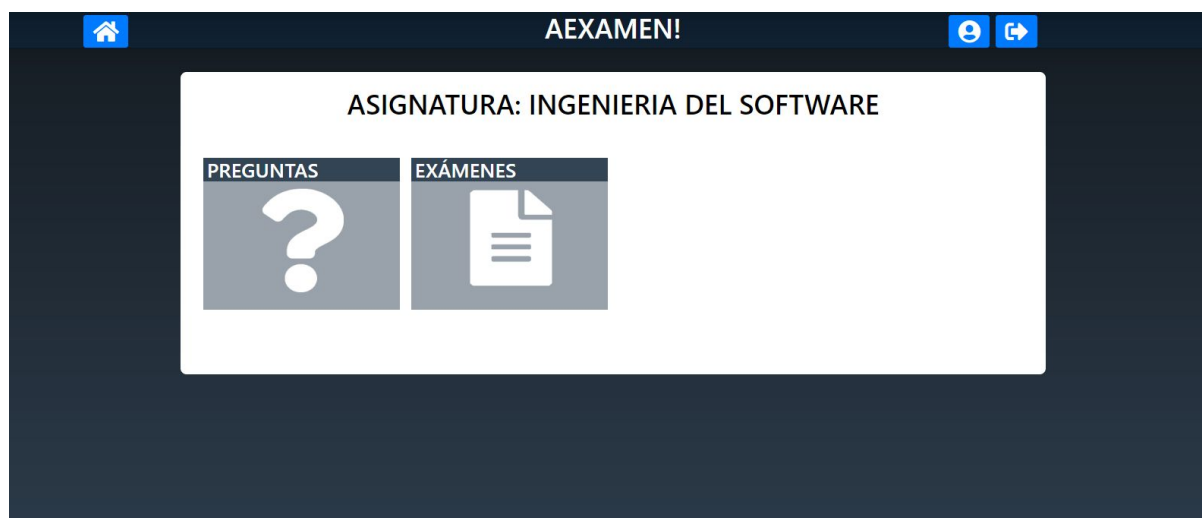 AEXAMEN!
ASIGNATURA: INGENIERIA DEL SOFTWARE
PREGUNTAS
EXÁMENES